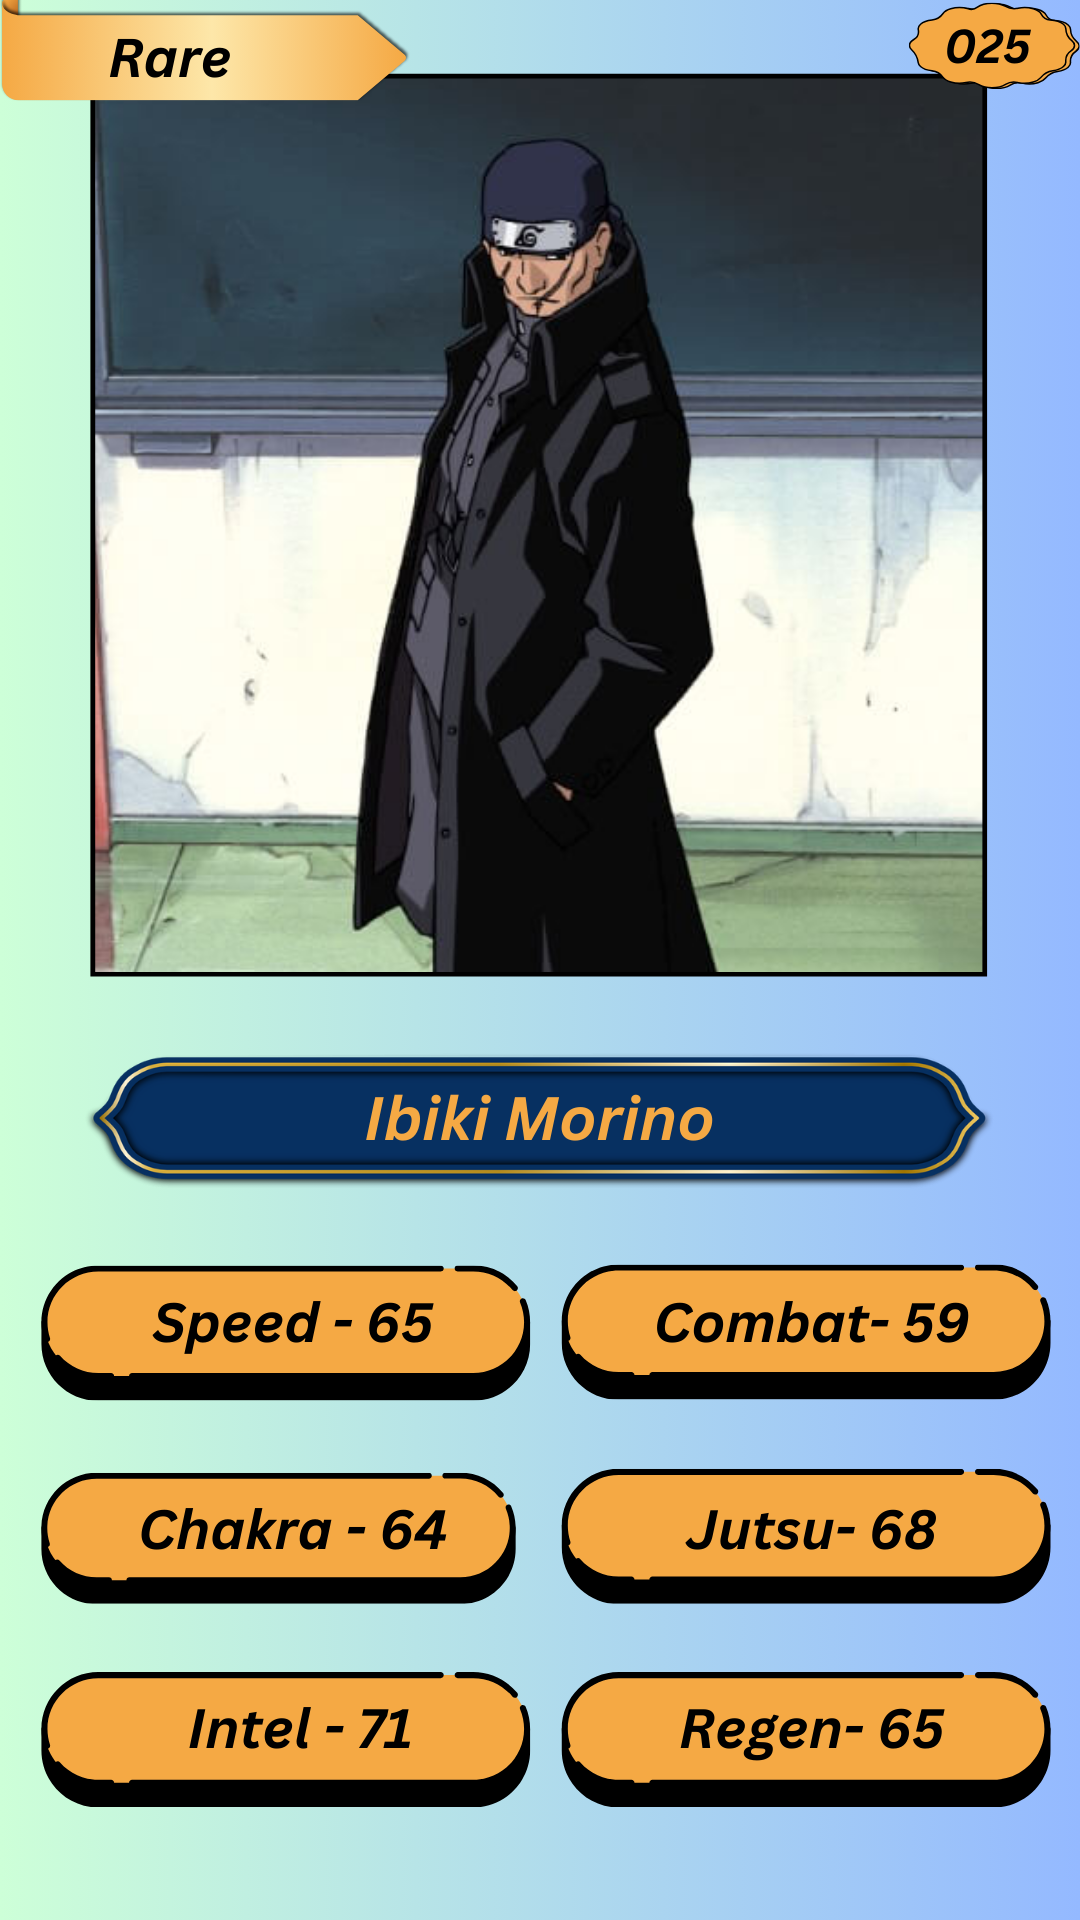 Rare
025
Ibiki Morino
Speed - 65
Combat- 59
Chakra - 64
Jutsu- 68
Intel - 71
Regen- 65